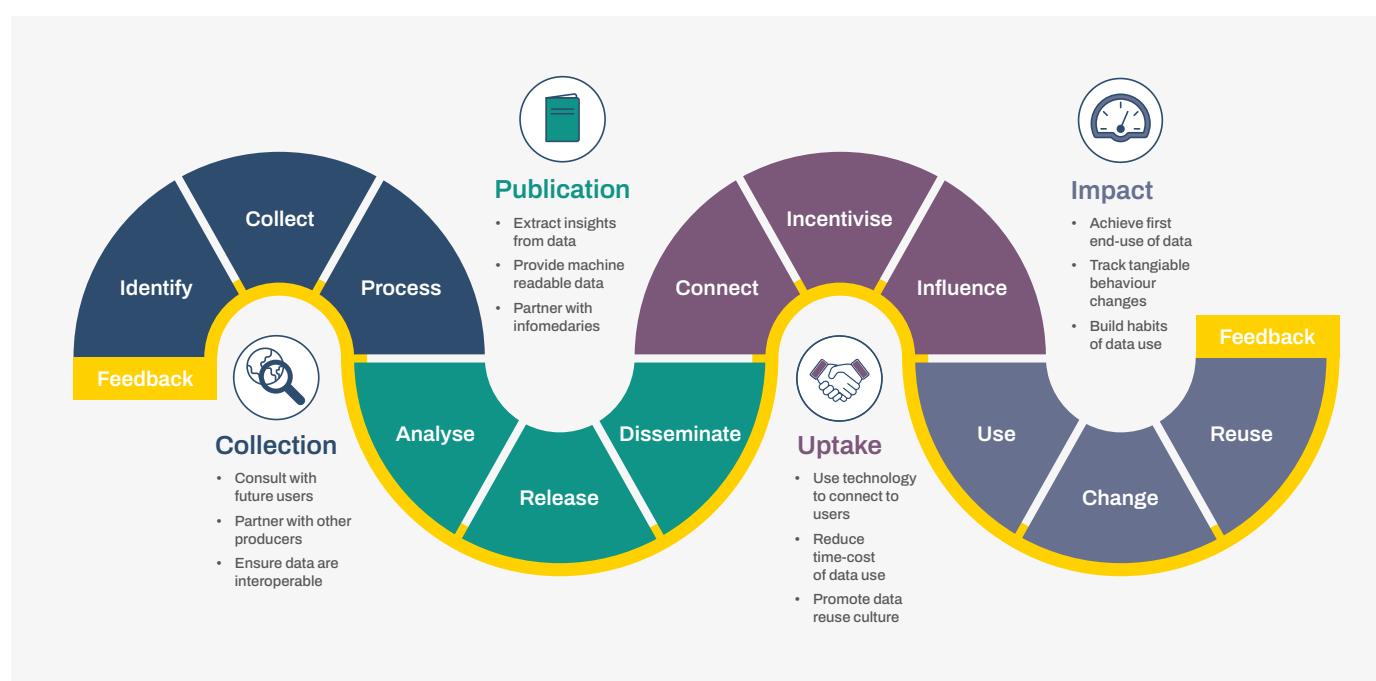 Identify
Collect
Process
Feedback
Collection
• Consult with
future users
• Partner with other
producers
• Ensure data are
interoperable
Publication
• Extract insights
from data
• Provide machine
readable data
• Partner with
infomedaries
Analyse
Release
Disseminate
Connect
Incentivise
Influence
Uptake
• Use technology
to connect to
users
• Reduce
time-cost
of data use
• Promote data
reuse culture
Impact
• Achieve first
end-use of data
• Track tangiable
behaviour
changes
• Build habits
of data use
Use
Change
Reuse
Feedback